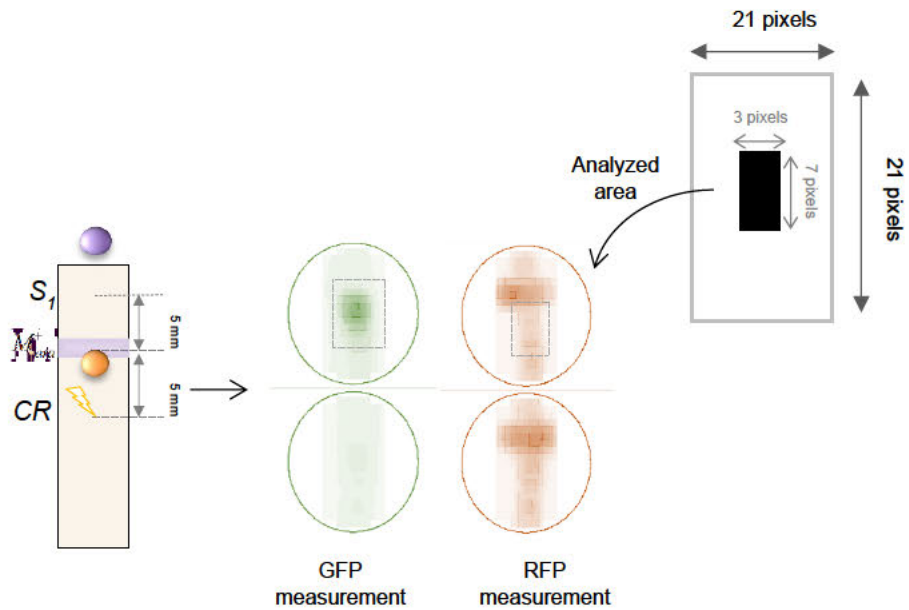 21 pixels
3 pixels
7 pixels
21 pixels
Analyzed
area
S1
5 mm
5 mm
CR
GFP
measurement
RFP
measurement